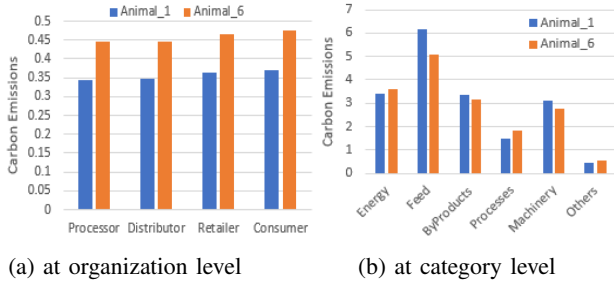 Animal_1 Animal_6
0.5
0.45
0.4
0.35
0.3
0.25
0.2
0.15
0.1
0.05
0
Carbon Emissions
Processor Distributor Retailer Consumer
(a) at organization level
Animal_1
Animal_6
7
6
5
4
3
2
1
0
Carbon Emissions
Energy Feed ByProducts Processes Machinery Others
(b) at category level